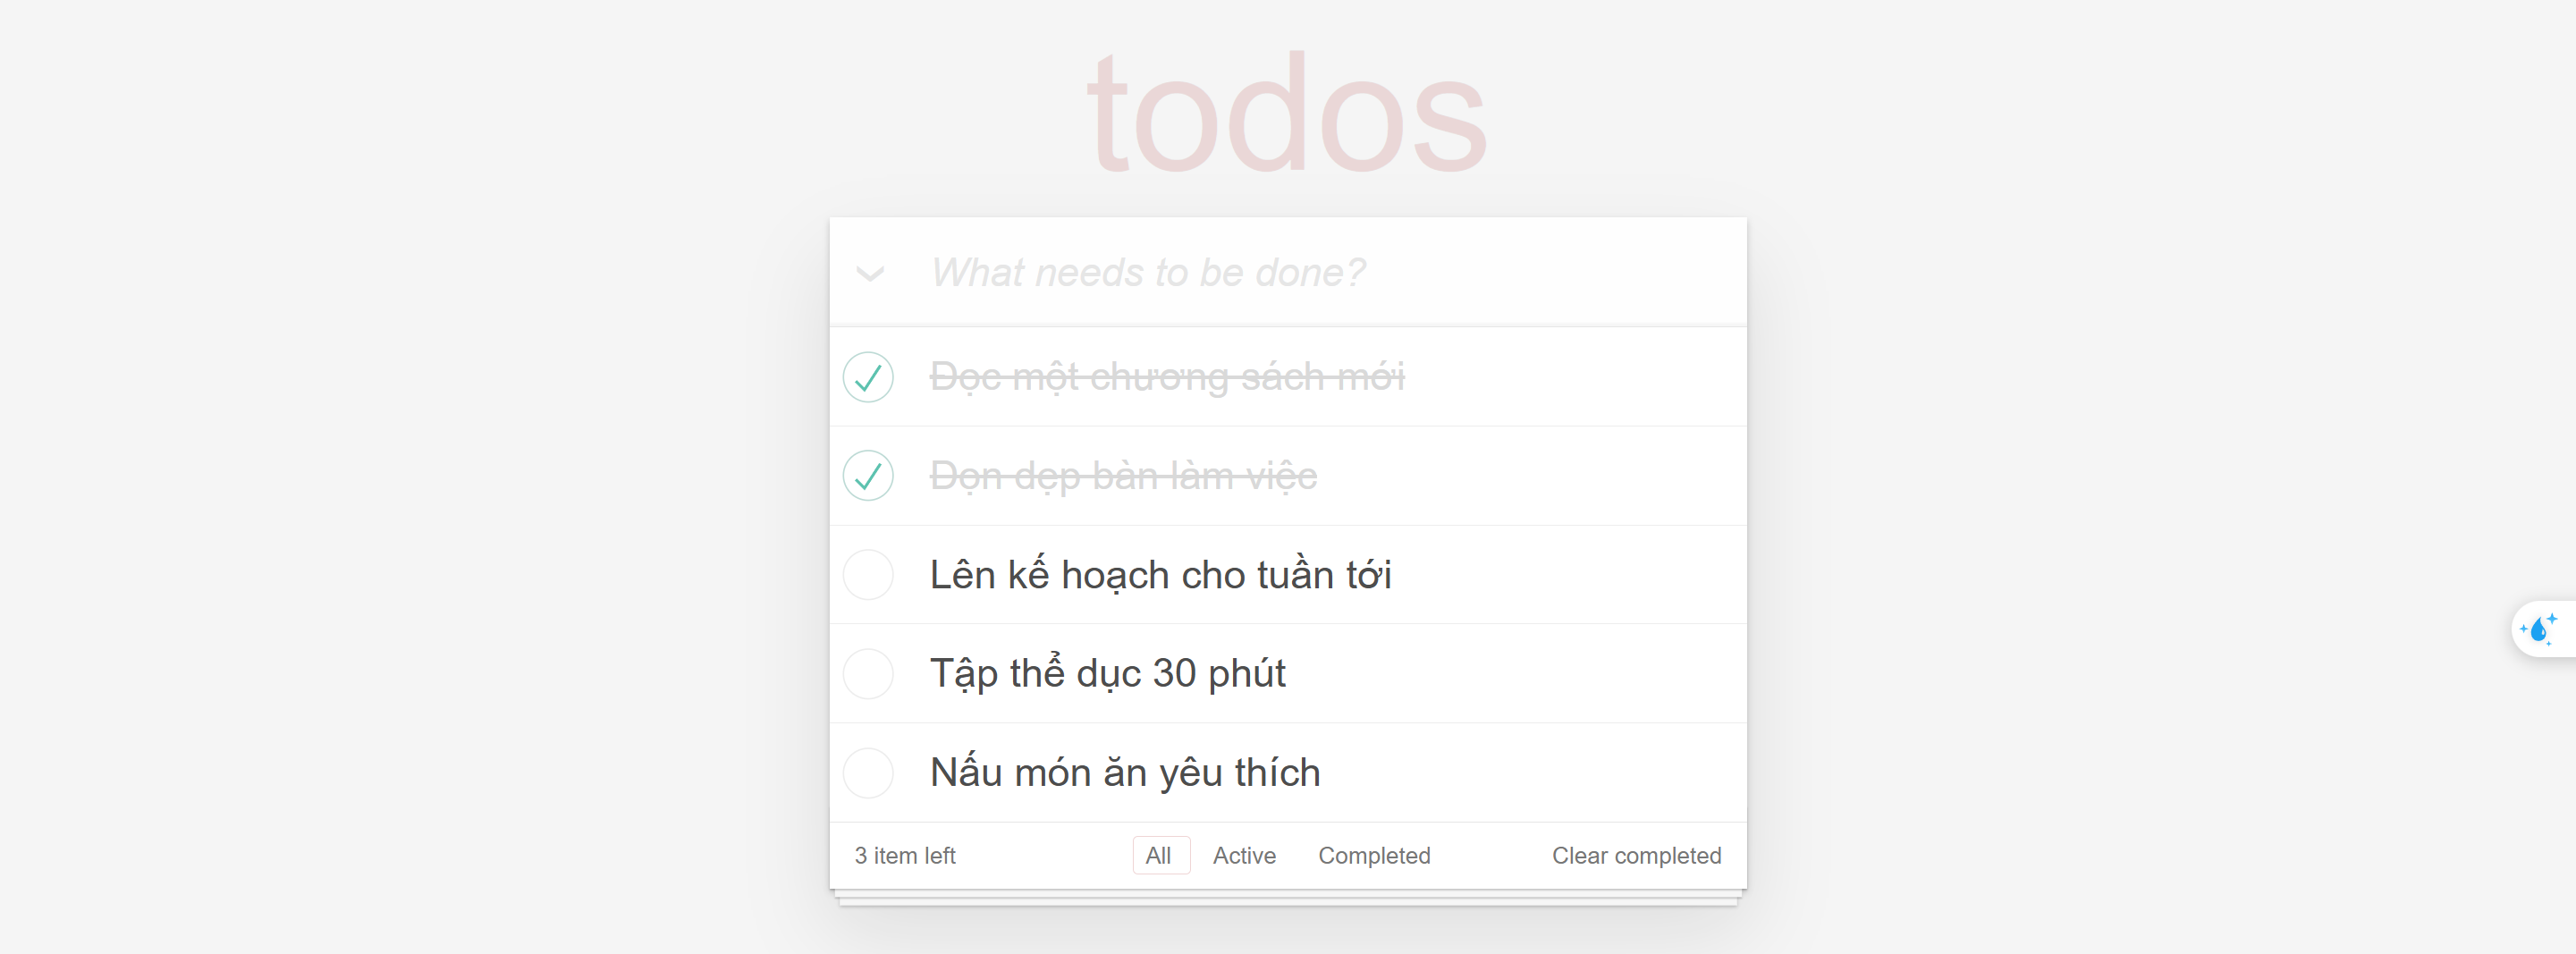 todos
What needs to be done?
Đọc một chương sách mới
Dọn dẹp bàn làm việc
Lên kế hoạch cho tuần tới
Tập thể dục 30 phút
Nấu món ăn yêu thích
3 item left All Active Completed Clear completed